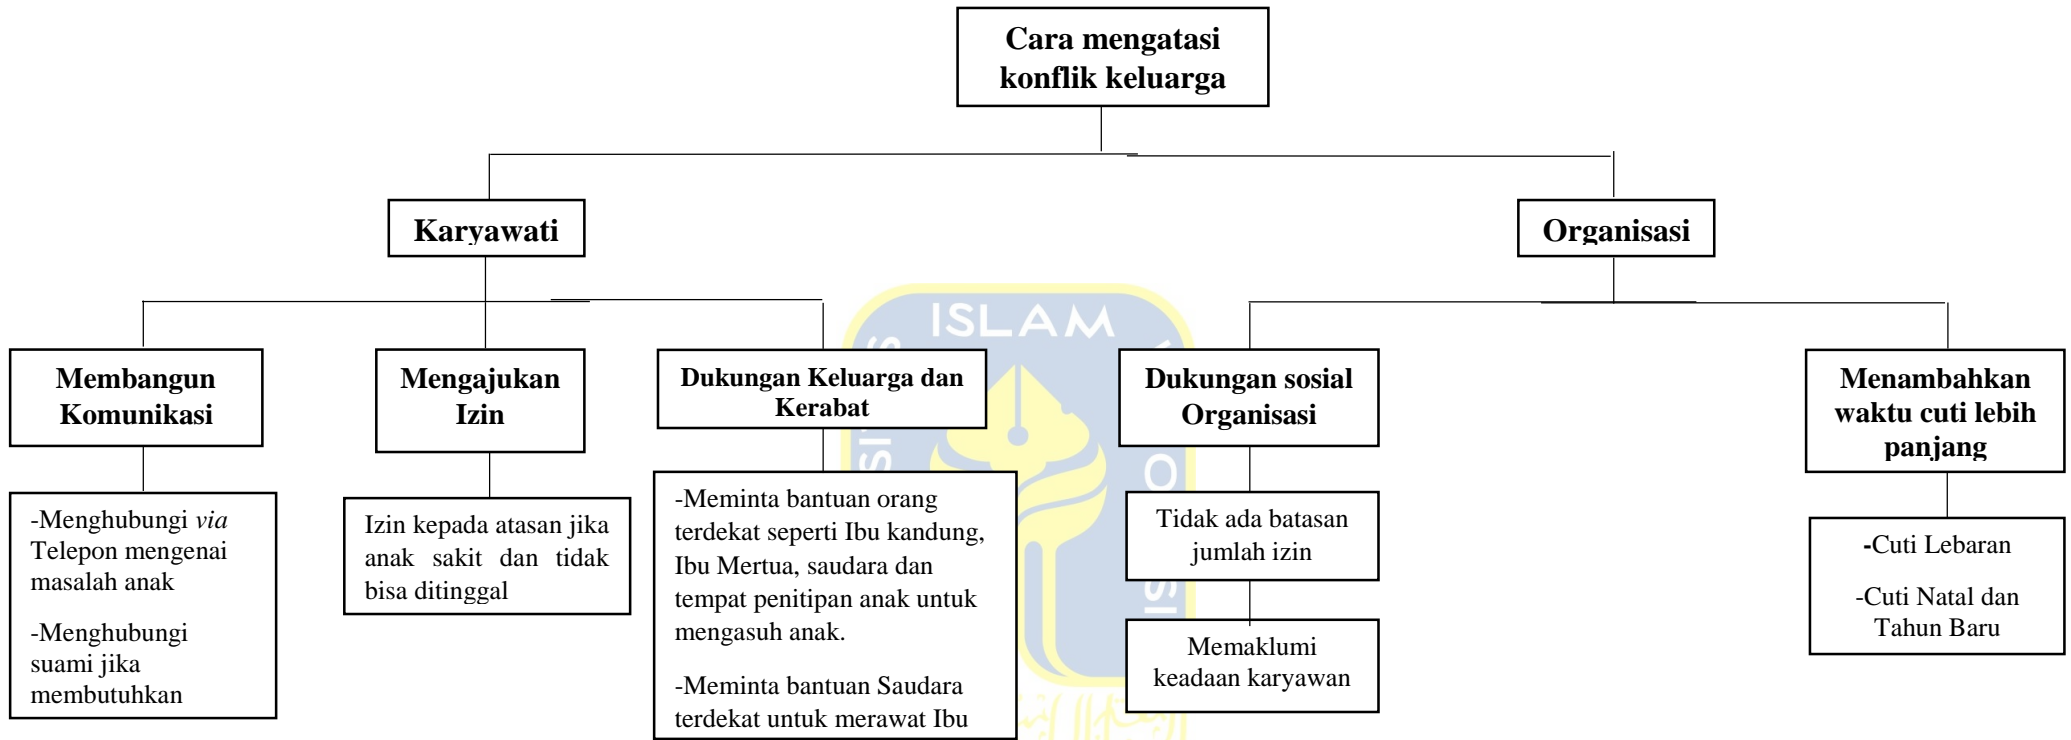 Cara mengatasi
konflik keluarga
Karyawati
Organisasi
Membangun
Komunikasi
Mengajukan
Izin
Dukungan Keluarga dan
Kerabat
Dukungan sosial
Organisasi
Menambahkan
waktu cuti lebih
panjang
-Menghubungi via
Telepon mengenai
masalah anak
-Menghubungi
suami jika
membutuhkan
Izin kepada atasan jika
anak sakit dan tidak
bisa ditinggal
-Meminta bantuan orang
terdekat seperti Ibu kandung,
Ibu Mertua, saudara dan
tempat penitipan anak untuk
mengasuh anak.
-Meminta bantuan Saudara
terdekat untuk merawat Ibu
Tidak ada batasan
jumlah izin
Memaklumi
keadaan karyawan
-Cuti Lebaran
-Cuti Natal dan
Tahun Baru
ISLAM